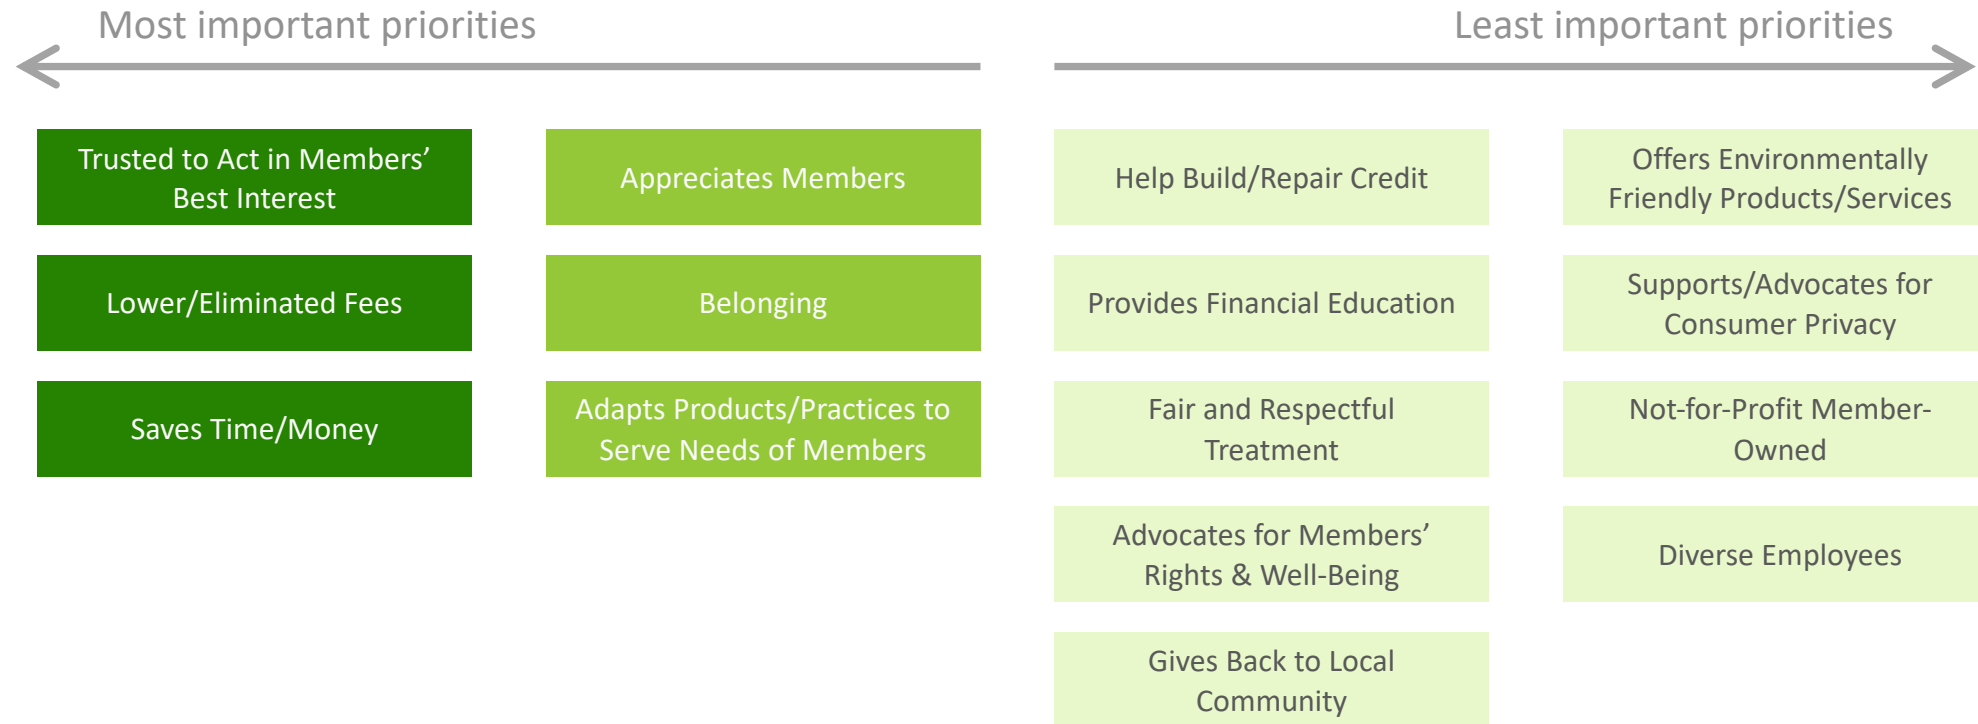 Most important priorities
Least important priorities
Trusted to Act in Members’
Best Interest
Lower/Eliminated Fees
Saves Time/Money
Appreciates Members
Belonging
Adapts Products/Practices to
Serve Needs of Members
Help Build/Repair Credit
Provides Financial Education
Fair and Respectful
Treatment
Advocates for Members’
Rights & Well-Being
Gives Back to Local
Community
Offers Environmentally
Friendly Products/Services
Supports/Advocates for
Consumer Privacy
Not-for-Profit Member-
Owned
Diverse Employees